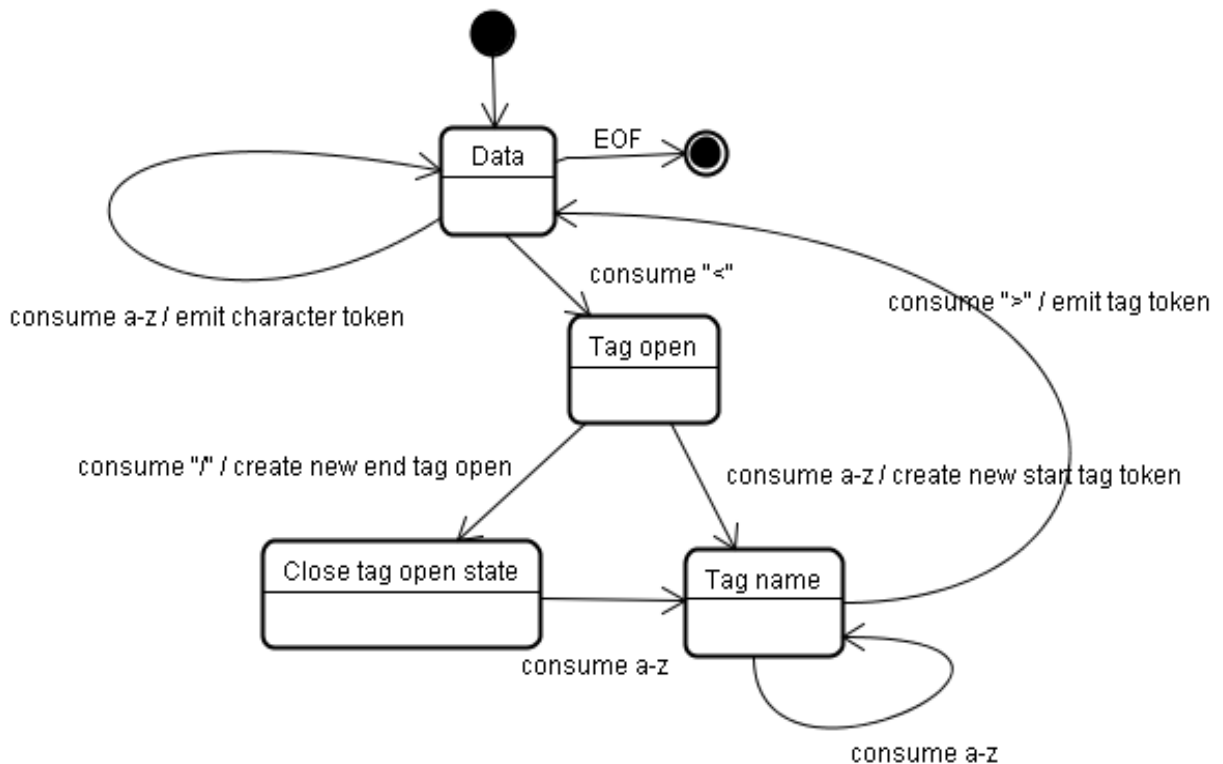 EOF
Data
consume "<"
consume ">" / emit tag token
consume a-z / emit character token
Tag open
consume "/" / create new end tag open
consume a-z / create new start tag token
Close tag open state
Tag name
consume a-z
consume a-z